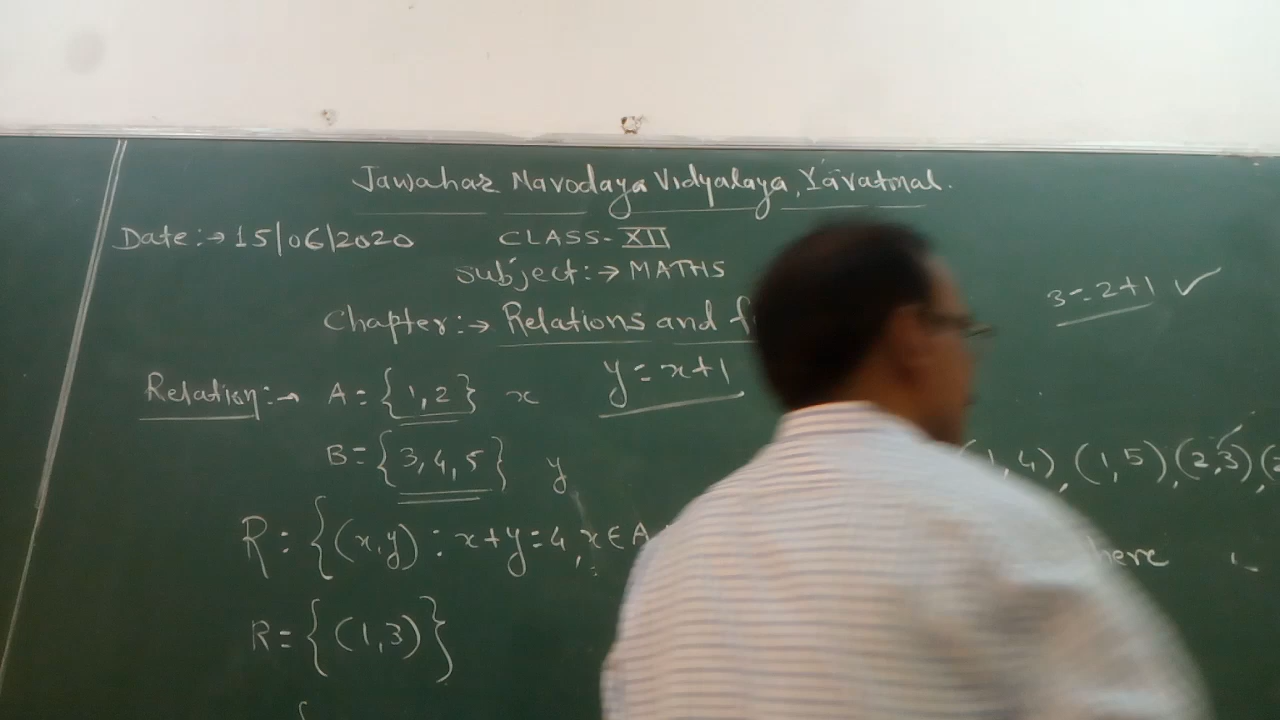 Jawahar Navodaya Vidyalaya, Yavatmal.
Date:→ 15/06/2020 CLASS-XII
Subject:→ MATHS
Chapter:→ Relations and f
3=2+1 ✓
Relation:→ A={1,2} x y=x+1
B={3,4,5} y
1,4),(1,5),(2,3),(2
R={(x,y):x+y=4,x∈A
here
R={(1,3)}